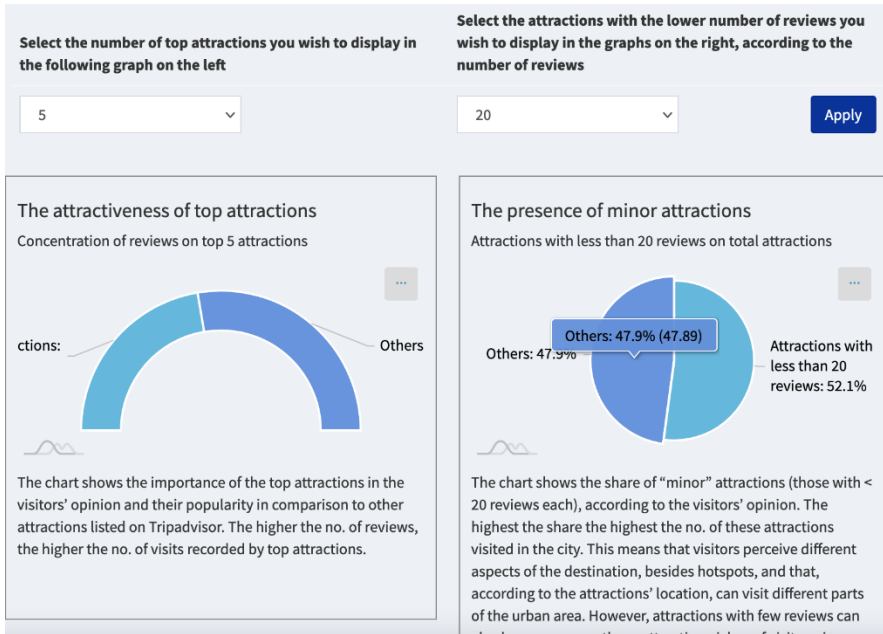 Select the number of top attractions you wish to display in
the following graph on the left
Select the attractions with the lower number of reviews you
wish to display in the graphs on the right, according to the
number of reviews
5
20
Apply
The attractiveness of top attractions
Concentration of reviews on top 5 attractions
...
ctions:
Others
The chart shows the importance of the top attractions in the
visitors’ opinion and their popularity in comparison to other
attractions listed on Tripadvisor. The higher the no. of reviews,
the higher the no. of visits recorded by top attractions.
The presence of minor attractions
Attractions with less than 20 reviews on total attractions
...
Others: 47.9% (47.89)
Others: 47.9%
Attractions with
less than 20
reviews: 52.1%
The chart shows the share of “minor” attractions (those with <
20 reviews each), according to the visitors’ opinion. The
highest the share the highest the no. of these attractions
visited in the city. This means that visitors perceive different
aspects of the destination, besides hotspots, and that,
according to the attractions’ location, can visit different parts
of the urban area. However, attractions with few reviews can